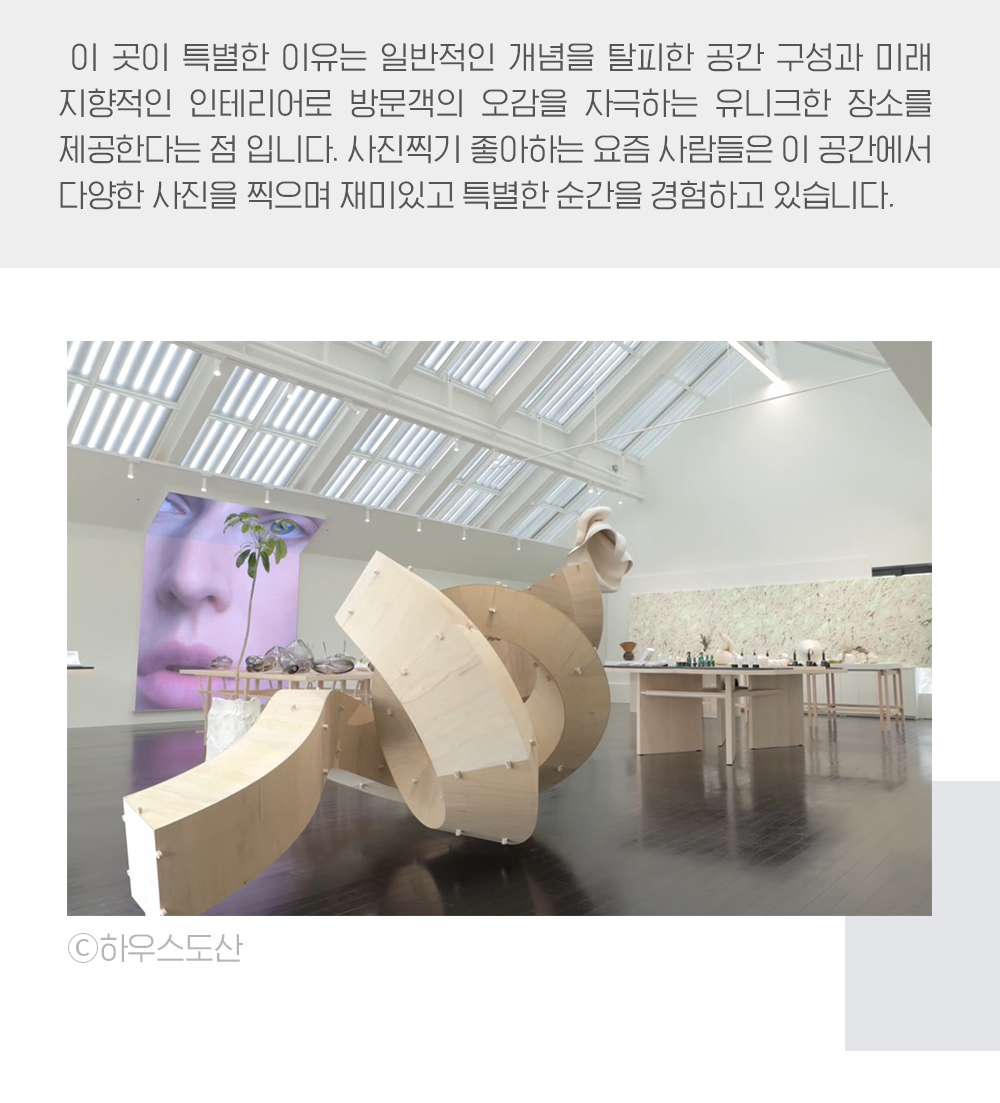 이 곳이 특별한 이유는 일반적인 개념을 탈피한 공간 구성과 미래
지향적인 인테리어로 방문객의 오감을 자극하는 유니크한 장소를
제공한다는 점 입니다. 사진찍기 좋아하는 요즘 사람들은 이 공간에서
다양한 사진을 찍으며 재미있고 특별한 순간을 경험하고 있습니다.
ⓒ하우스도산